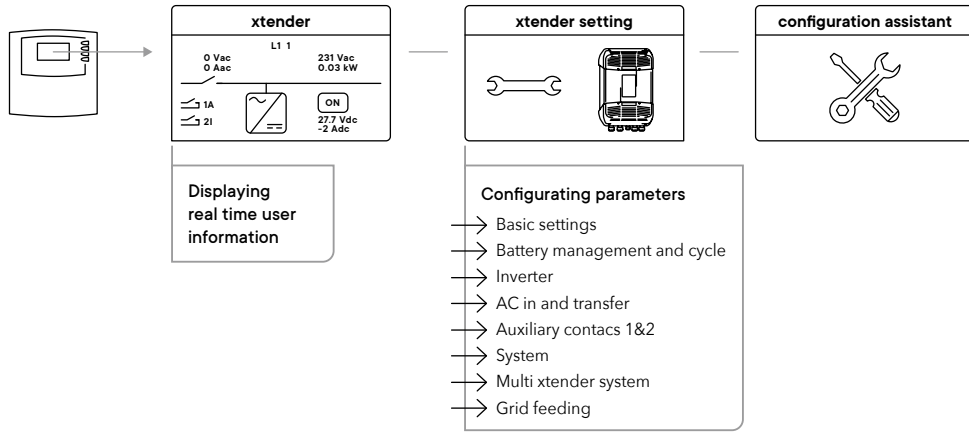 xtender
L1 1
0 Vac 231 Vac
0 Aac 0.03 kW
1A ON
2I 27.7 Vdc
-2 Adc
Displaying
real time user
information
xtender setting
Configurating parameters
Basic settings
Battery management and cycle
Inverter
AC in and transfer
Auxiliary contacs 1&2
System
Multi xtender system
Grid feeding
configuration assistant